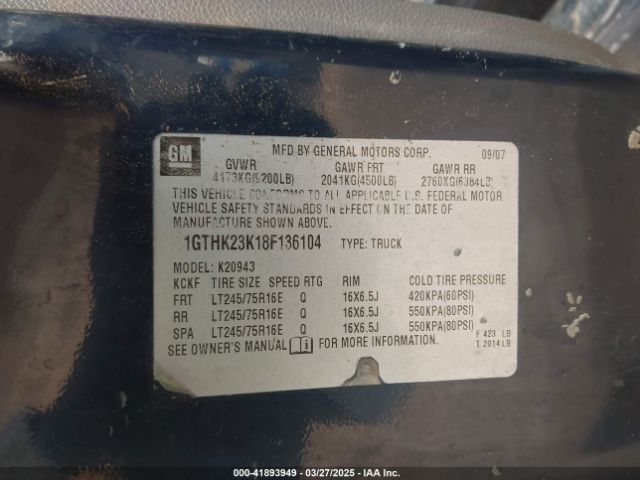 GM
MFD BY GENERAL MOTORS CORP. 09/07
GVWR GAWR FRT GAWR RR
4173KG(9200LB) 2041KG(4500LB) 2760KG(6084LB)
THIS VEHICLE CONFORMS TO ALL APPLICABLE U.S. FEDERAL MOTOR
VEHICLE SAFETY STANDARDS IN EFFECT ON THE DATE OF
MANUFACTURE SHOWN ABOVE.
1GTHK23K18F136104 TYPE: TRUCK
MODEL: K20943
KCKF TIRE SIZE SPEED RTG RIM COLD TIRE PRESSURE
FRT LT245/75R16E Q 16X6.5J 420KPA(60PSI)
RR LT245/75R16E Q 16X6.5J 550KPA(80PSI)
SPA LT245/75R16E Q 16X6.5J 550KPA(80PSI)
SEE OWNER'S MANUAL i FOR MORE INFORMATION.
F 423 LB
T 2014 LB
000-41893949 - 03/27/2025 - IAA Inc.